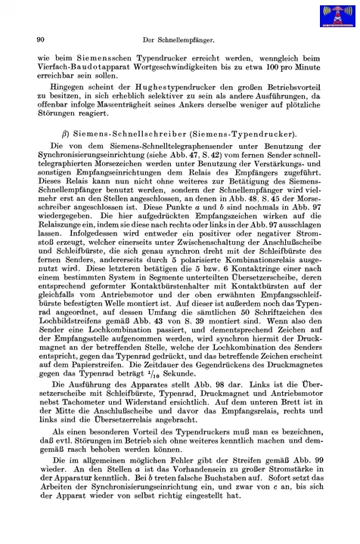 90 Der Schnellempfänger.
wie beim Siemensschen Typendrucker erreicht werden, wenngleich beim
Vierfach-Baudotapparat Wortgeschwindigkeiten bis zu etwa 100 pro Minute
erreichbar sein sollen.
Hingegen scheint der Hughestypendrucker den großen Betriebsvorteil
zu besitzen, in sich erheblich selektiver zu sein als andere Ausführungen, da
offenbar infolge Massenträgheit seines Ankers derselbe weniger auf plötzliche
Störungen reagiert.
β) Siemens-Schnellschreiber (Siemens-Typendrucker).
Die von dem Siemens-Schnelltelegraphensender unter Benutzung der
Synchronisierungseinrichtung (siehe Abb. 47, S. 42) vom fernen Sender schnell-
telegraphierten Morsezeichen werden unter Benutzung der Verstärkungs- und
sonstigen Empfangseinrichtungen dem Relais des Empfängers zugeführt.
Dieses Relais kann nun nicht ohne weiteres zur Betätigung des Siemens-
Schnellempfänger benutzt werden, sondern der Schnellempfänger wird viel-
mehr erst an den Stellen angeschlossen, an denen in Abb. 48. S. 45 der Morse-
schreiber angeschlossen ist. Diese Punkte a und b sind nochmals in Abb. 97
wiedergegeben. Die hier aufgedrückten Empfangszeichen wirken auf die
Relaiszunge ein, indem sie diese nach rechts oder links in der Abb. 97 ausschlagen
lassen. Infolgedessen wird entweder ein positiver oder negativer Strom-
stoß erzeugt, welcher einerseits unter Zwischenschaltung der Anschlußscheibe
und Schleifbürste, die sich genau synchron dreht mit der Schleifbürste des
fernen Senders, andererseits durch 5 polarisierte Kombinationsrelais ausge-
nutzt wird. Diese letzteren betätigen die 5 bzw. 6 Kontaktringe einer nach
einem bestimmten System in Segmente unterteilten Übersetzerscheibe, deren
entsprechend geformter Kontaktbürstenhalter mit Kontaktbürsten auf der
gleichfalls vom Antriebsmotor und der oben erwähnten Empfangsschleif-
bürste befestigten Welle montiert ist. Auf dieser ist außerdem noch das Typen-
rad angeordnet, auf dessen Umfang die sämtlichen 50 Schriftzeichen des
Lochbildstreifens gemäß Abb. 43 von S. 39 montiert sind. Wenn also den
Sender eine Lochkombination passiert, und dementsprechend Zeichen auf
der Empfangsstelle aufgenommen werden, wird synchron hiermit der Druck-
magnet an der betreffenden Stelle, welche der Lochkombination des Senders
entspricht, gegen das Typenrad gedrückt, und das betreffende Zeichen erscheint
auf dem Papierstreifen. Die Zeitdauer des Gegendrückens des Druckmagnetes
gegen das Typenrad beträgt Sekunde.
Die Ausführung des Apparates stellt Abb. 98 dar. Links ist die Über-
setzerscheibe mit Schleifbürste, Typenrad, Druckmagnet und Antriebmotor
nebst Tachometer und Widerstand ersichtlich. Auf dem unteren Brett ist in
der Mitte die Anschlußscheibe und davor das Empfangsrelais, rechts und
links sind die Übersetzerrelais angebracht.
Als einen besonderen Vorteil des Typendruckers muß man es bezeichnen,
daß evtl. Störungen im Betrieb sich ohne weiteres kenntlich machen und dem-
gemäß rasch behoben werden können.
Die im allgemeinen möglichen Fehler gibt der Streifen gemäß Abb. 99
wieder. An den Stellen a ist das Vorhandensein zu großer Stromstärke in
der Apparatur kenntlich. Bei b treten falsche Buchstaben auf. Sofort setzt das
Arbeiten der Synchronisierungseinrichtung ein, und zwar von c an, bis sich
der Apparat wieder von selbst richtig eingestellt hat.